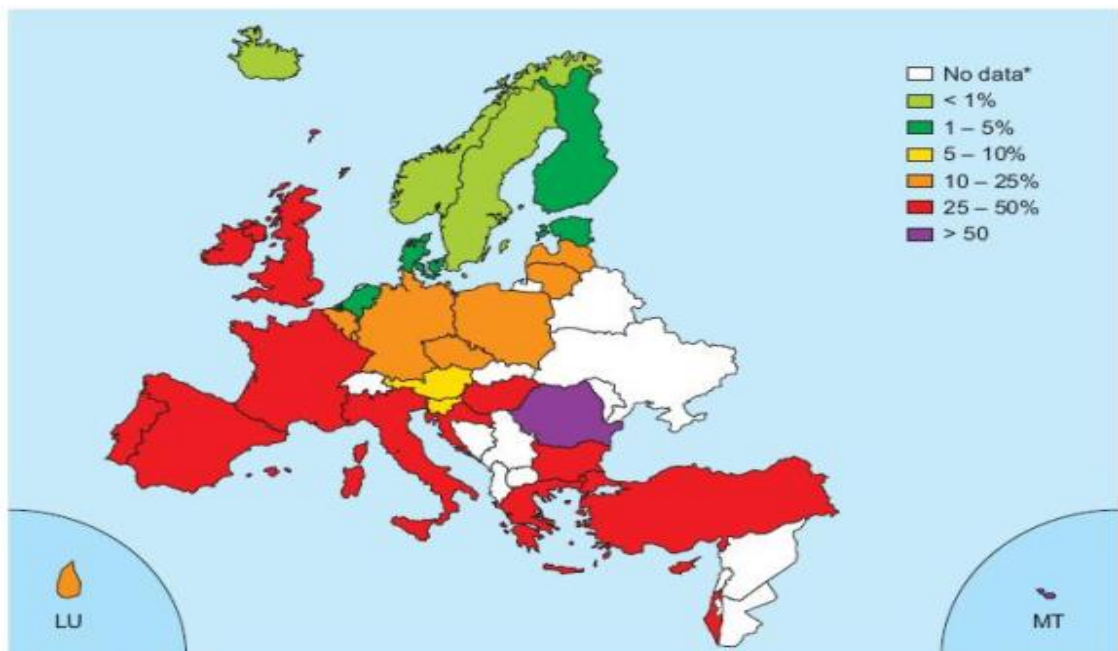 No data*
< 1%
1 – 5%
5 – 10%
10 – 25%
25 – 50%
> 50
LU
MT